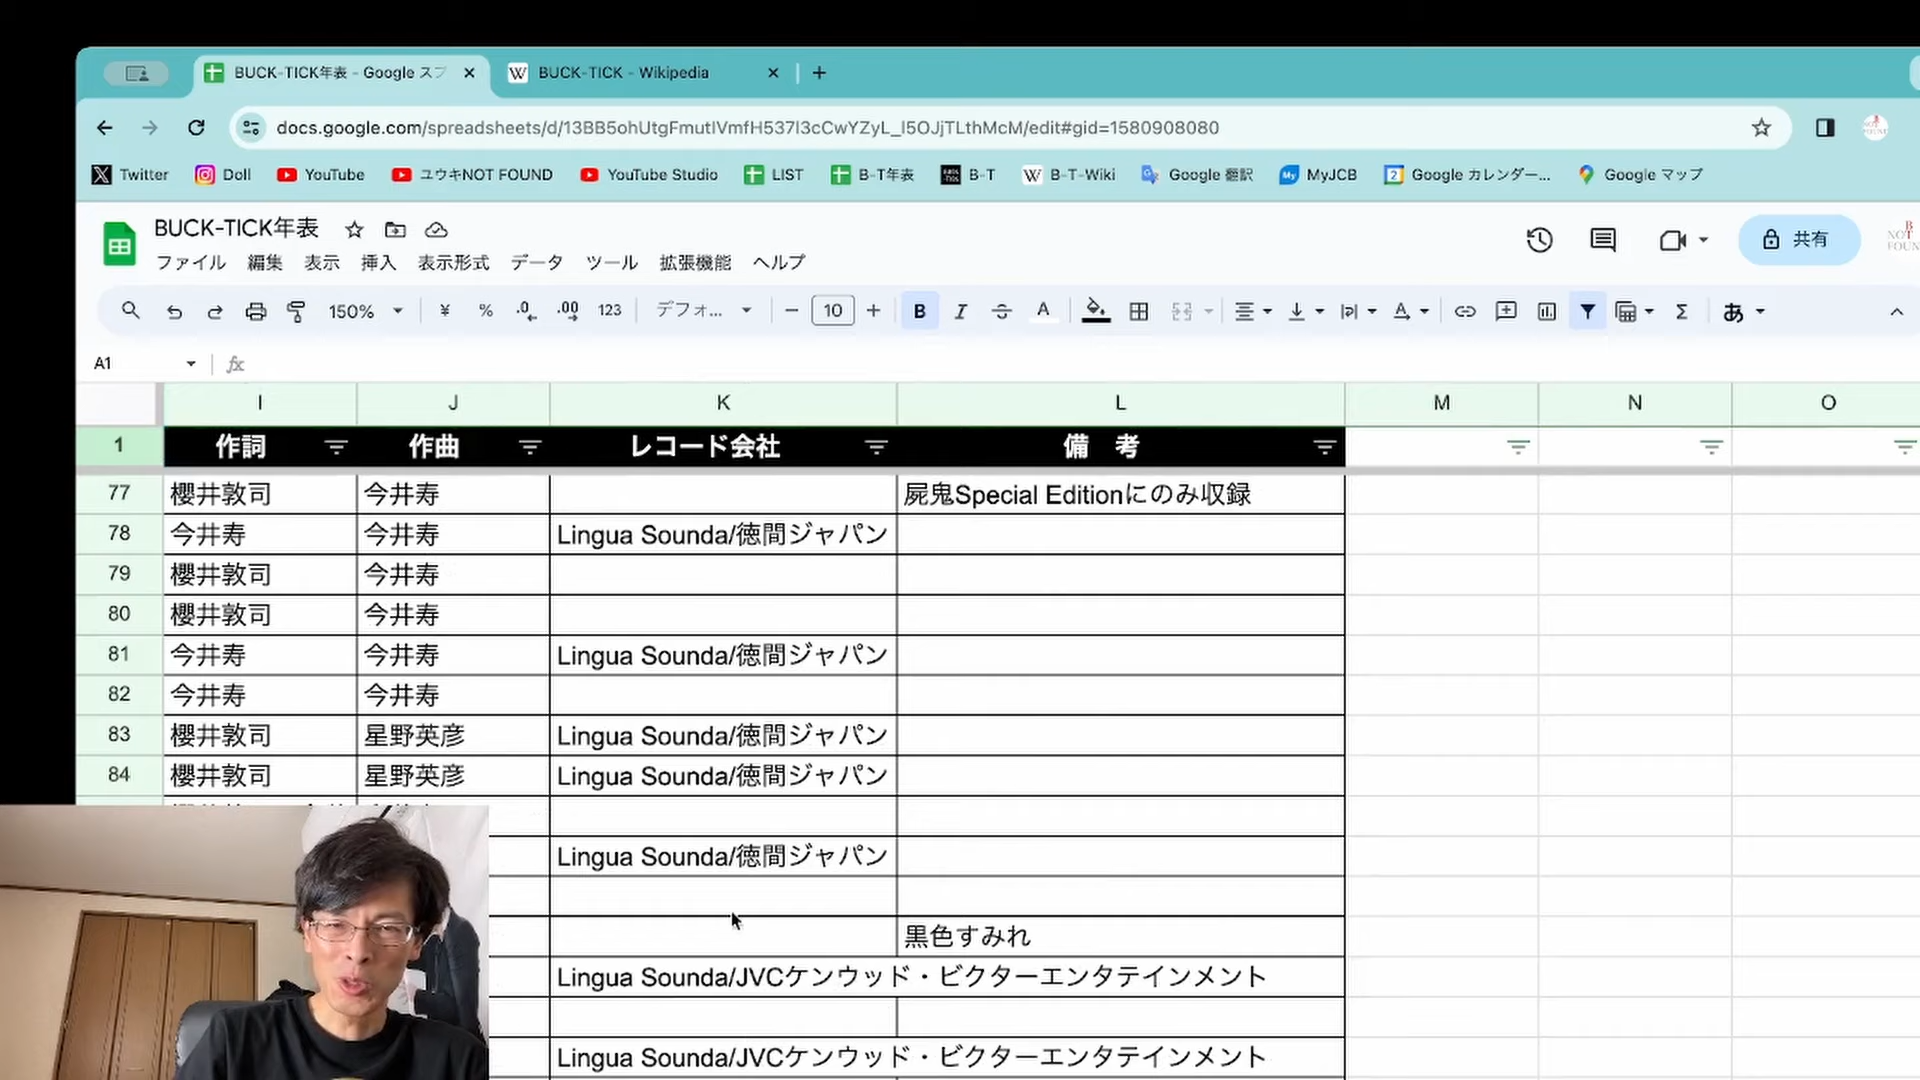 BUCK-TICK年表 - Google スプ
BUCK-TICK - Wikipedia
docs.google.com/spreadsheets/d/13BB5ohUtgFmutIVmfH537I3cCwYZyL_I5OJjTLthMcM/edit#gid=1580908080
Twitter Doll YouTube ユウキNOT FOUND YouTube Studio LIST B-T年表 B-T B-T-Wiki Google 翻訳 MyJCB Google カレンダー... Google マップ
BUCK-TICK年表
共有
ファイル 編集 表示 挿入 表示形式 データ ツール 拡張機能 ヘルプ
150% ¥ % .0 .00 123 デフォ... − 10 + B I S A Σ あ
A1 fx
I J K L M N O
1 作詞 作曲 レコード会社 備 考
77 櫻井敦司 今井寿 屍鬼Special Editionにのみ収録
78 今井寿 今井寿 Lingua Sounda/徳間ジャパン
79 櫻井敦司 今井寿
80 櫻井敦司 今井寿
81 今井寿 今井寿 Lingua Sounda/徳間ジャパン
82 今井寿 今井寿
83 櫻井敦司 星野英彦 Lingua Sounda/徳間ジャパン
84 櫻井敦司 星野英彦 Lingua Sounda/徳間ジャパン
Lingua Sounda/徳間ジャパン
黒色すみれ
Lingua Sounda/JVCケンウッド・ビクターエンタテインメント
Lingua Sounda/JVCケンウッド・ビクターエンタテインメント